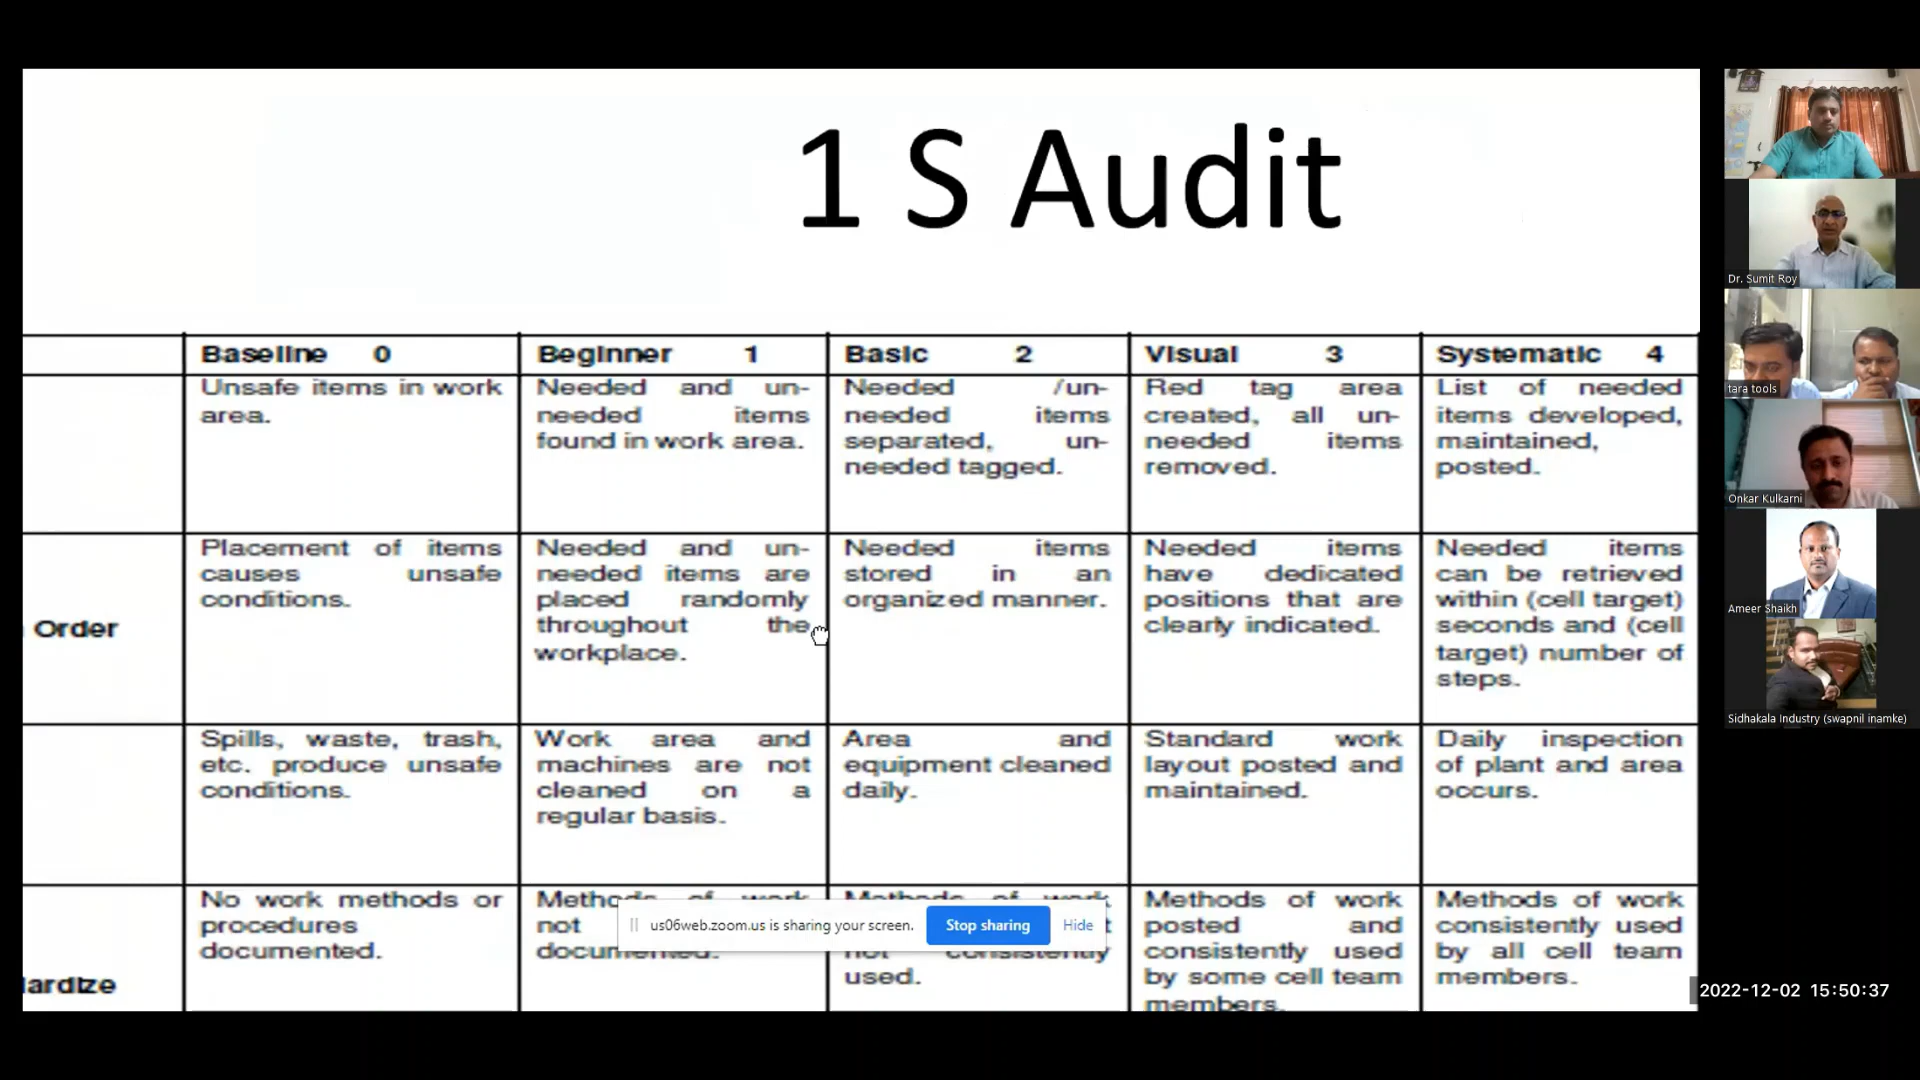 1 S Audit
Baseline 0
Beginner 1
Basic 2
Visual 3
Systematic 4
Unsafe items in work
area.
Needed and un-
needed items
found in work area.
Needed /un-
needed items
separated, un-
needed tagged.
Red tag area
created, all un-
needed items
removed.
List of needed
items developed,
maintained,
posted.
Order
Placement of items
causes unsafe
conditions.
Needed and un-
needed items are
placed randomly
throughout the
workplace.
Needed items
stored in an
organized manner.
Needed items
have dedicated
positions that are
clearly indicated.
Needed items
can be retrieved
within (cell target)
seconds and (cell
target) number of
steps.
Spills, waste, trash,
etc. produce unsafe
conditions.
Work area and
machines are not
cleaned on a
regular basis.
Area and
equipment cleaned
daily.
Standard work
layout posted and
maintained.
Daily inspection
of plant and area
occurs.
lardize
No work methods or
procedures
documented.
Methods of work
not
documented.
Methods of work
not consistently
used.
Methods of work
posted and
consistently used
by some cell team
members.
Methods of work
consistently used
by all cell team
members.
us06web.zoom.us is sharing your screen.
Stop sharing
Hide
Dr. Sumit Roy
tara tools
Onkar Kulkarni
Ameer Shaikh
Sidhakala Industry (swapnil inamke)
2022-12-02 15:50:37